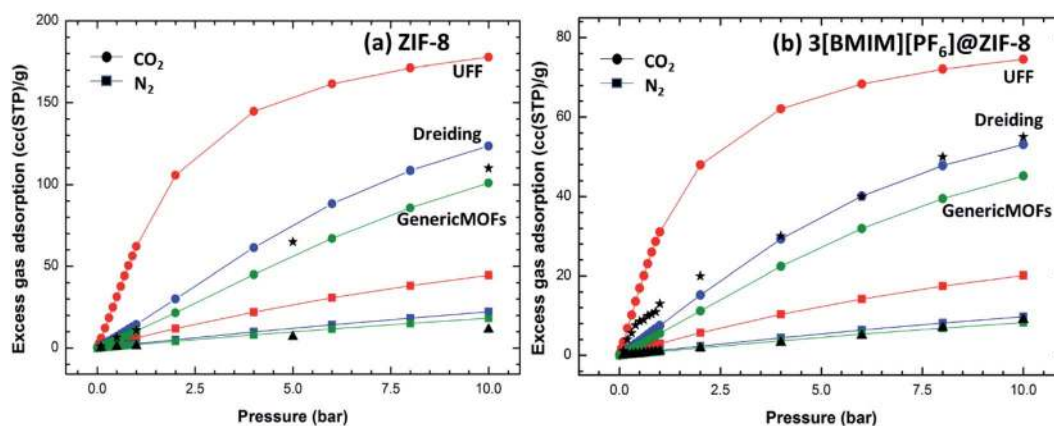 (a) ZIF-8
CO2
N2
UFF
Dreiding
GenericMOFs
200
150
100
50
0
0.0
2.5
5.0
7.5
10.0
Excess gas adsorption (cc(STP)/g)
Pressure (bar)
(b) 3[BMIM][PF6]@ZIF-8
CO2
N2
UFF
Dreiding
GenericMOFs
80
60
40
20
0
0.0
2.5
5.0
7.5
10.0
Excess gas adsorption (cc(STP)/g)
Pressure (bar)